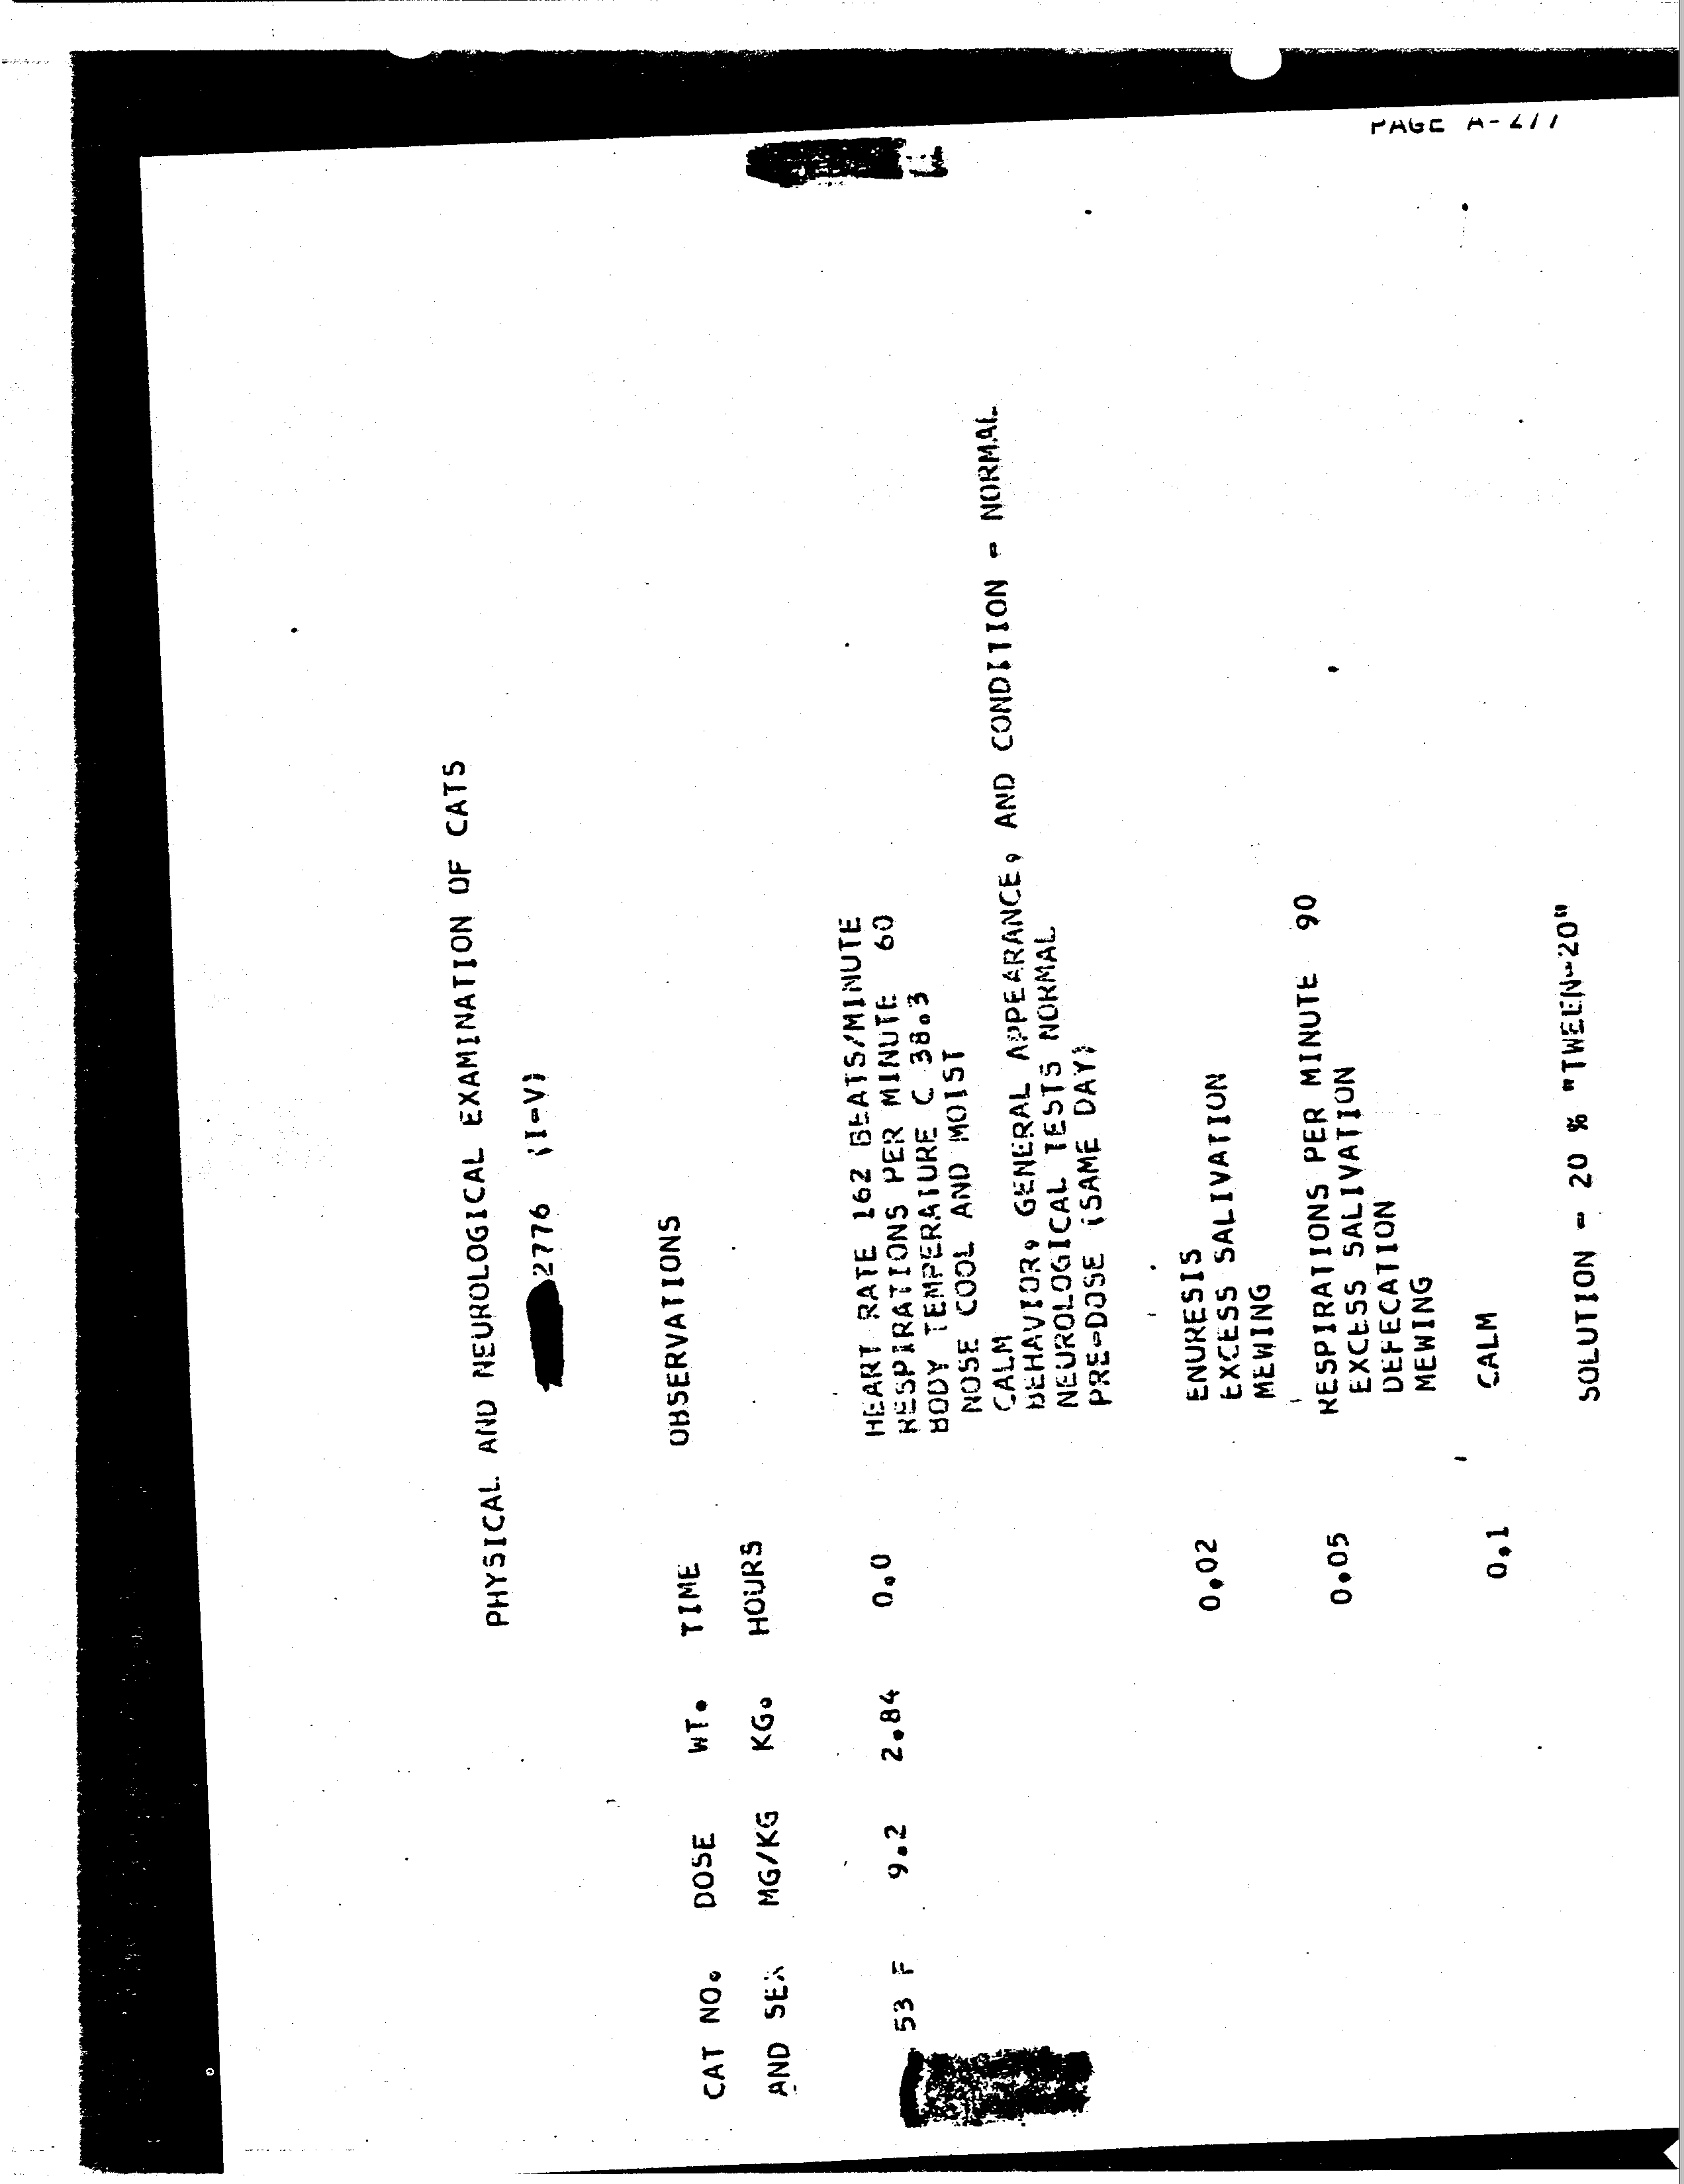 PAGE A-277
PHYSICAL AND NEUROLOGICAL EXAMINATION OF CATS
2776 (I-V)
CAT NO. DOSE WT. TIME OBSERVATIONS
AND SEX MG/KG KG. HOURS
53 F 9.2 2.84 0.0 HEART RATE 162 BEATS/MINUTE
RESPIRATIONS PER MINUTE 60
BODY TEMPERATURE C 38.3
NOSE COOL AND MOIST
CALM
BEHAVIOR, GENERAL APPEARANCE, AND CONDITION - NORMAL
NEUROLOGICAL TESTS NORMAL
PRE-DOSE (SAME DAY)
0.02 ENURESIS
EXCESS SALIVATION
MEWING
0.05 RESPIRATIONS PER MINUTE 90
EXCESS SALIVATION
DEFECATION
MEWING
0.1 CALM
SOLUTION - 20 % "TWEEN-20"